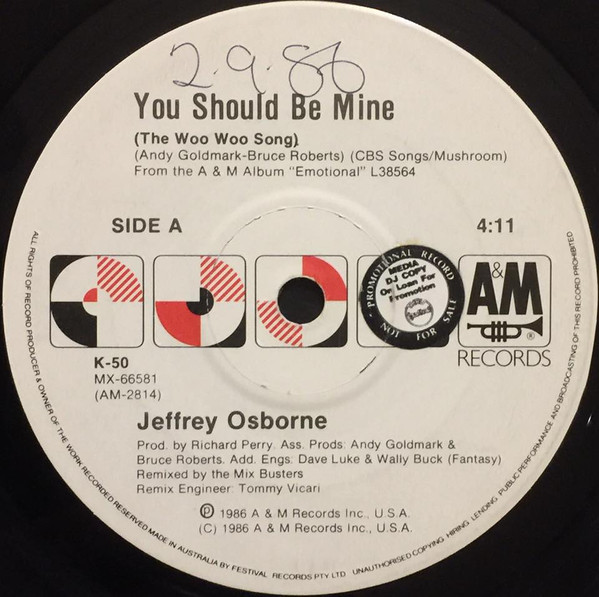 2.9.86
You Should Be Mine
(The Woo Woo Song)
(Andy Goldmark-Bruce Roberts) (CBS Songs/Mushroom)
From the A & M Album "Emotional" L38564
SIDE A
4:11
PROMOTIONAL RECORD
MEDIA
DJ COPY
On Loan For
Promotion
NOT FOR SALE
A&M
®
RECORDS
K-50
MX-66581
(AM-2814)
Jeffrey Osborne
Prod. by Richard Perry. Ass. Prods: Andy Goldmark &
Bruce Roberts. Add. Engs: Dave Luke & Wally Buck (Fantasy)
Remixed by the Mix Busters
Remix Engineer: Tommy Vicari
Ⓟ 1986 A & M Records Inc., U.S.A.
(C) 1986 A & M Records Inc., U.S.A.
ALL RIGHTS OF RECORD PRODUCER & OWNER OF THE WORK RECORDED RESERVED MADE IN AUSTRALIA BY FESTIVAL RECORDS PTY LTD UNAUTHORISED COPYING HIRING LENDING PUBLIC PERFORMANCE AND BROADCASTING OF THIS RECORD PROHIBITED